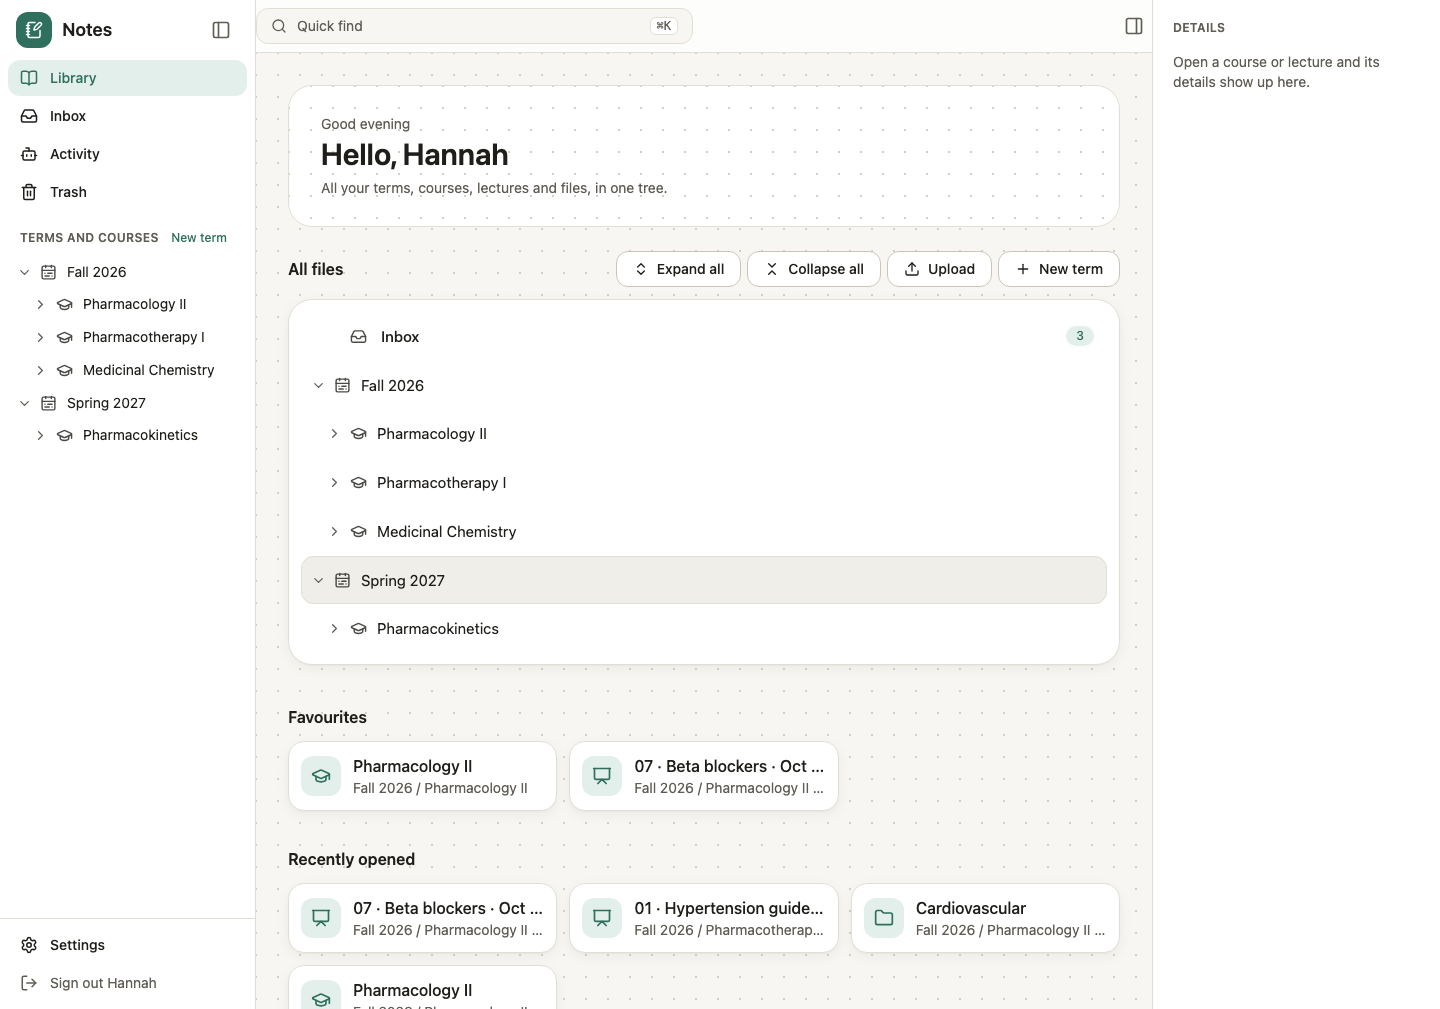 Notes
Library
Inbox
Activity
Trash
TERMS AND COURSES New term
Fall 2026
Pharmacology II
Pharmacotherapy I
Medicinal Chemistry
Spring 2027
Pharmacokinetics
Settings
Sign out Hannah
Quick find ⌘K
Good evening
Hello, Hannah
All your terms, courses, lectures and files, in one tree.
All files
Expand all
Collapse all
Upload
New term
Inbox 3
Fall 2026
Pharmacology II
Pharmacotherapy I
Medicinal Chemistry
Spring 2027
Pharmacokinetics
Favourites
Pharmacology II
Fall 2026 / Pharmacology II
07 · Beta blockers · Oct ...
Fall 2026 / Pharmacology II ...
Recently opened
07 · Beta blockers · Oct ...
Fall 2026 / Pharmacology II ...
01 · Hypertension guide...
Fall 2026 / Pharmacotherap...
Cardiovascular
Fall 2026 / Pharmacology II ...
Pharmacology II
DETAILS
Open a course or lecture and its
details show up here.